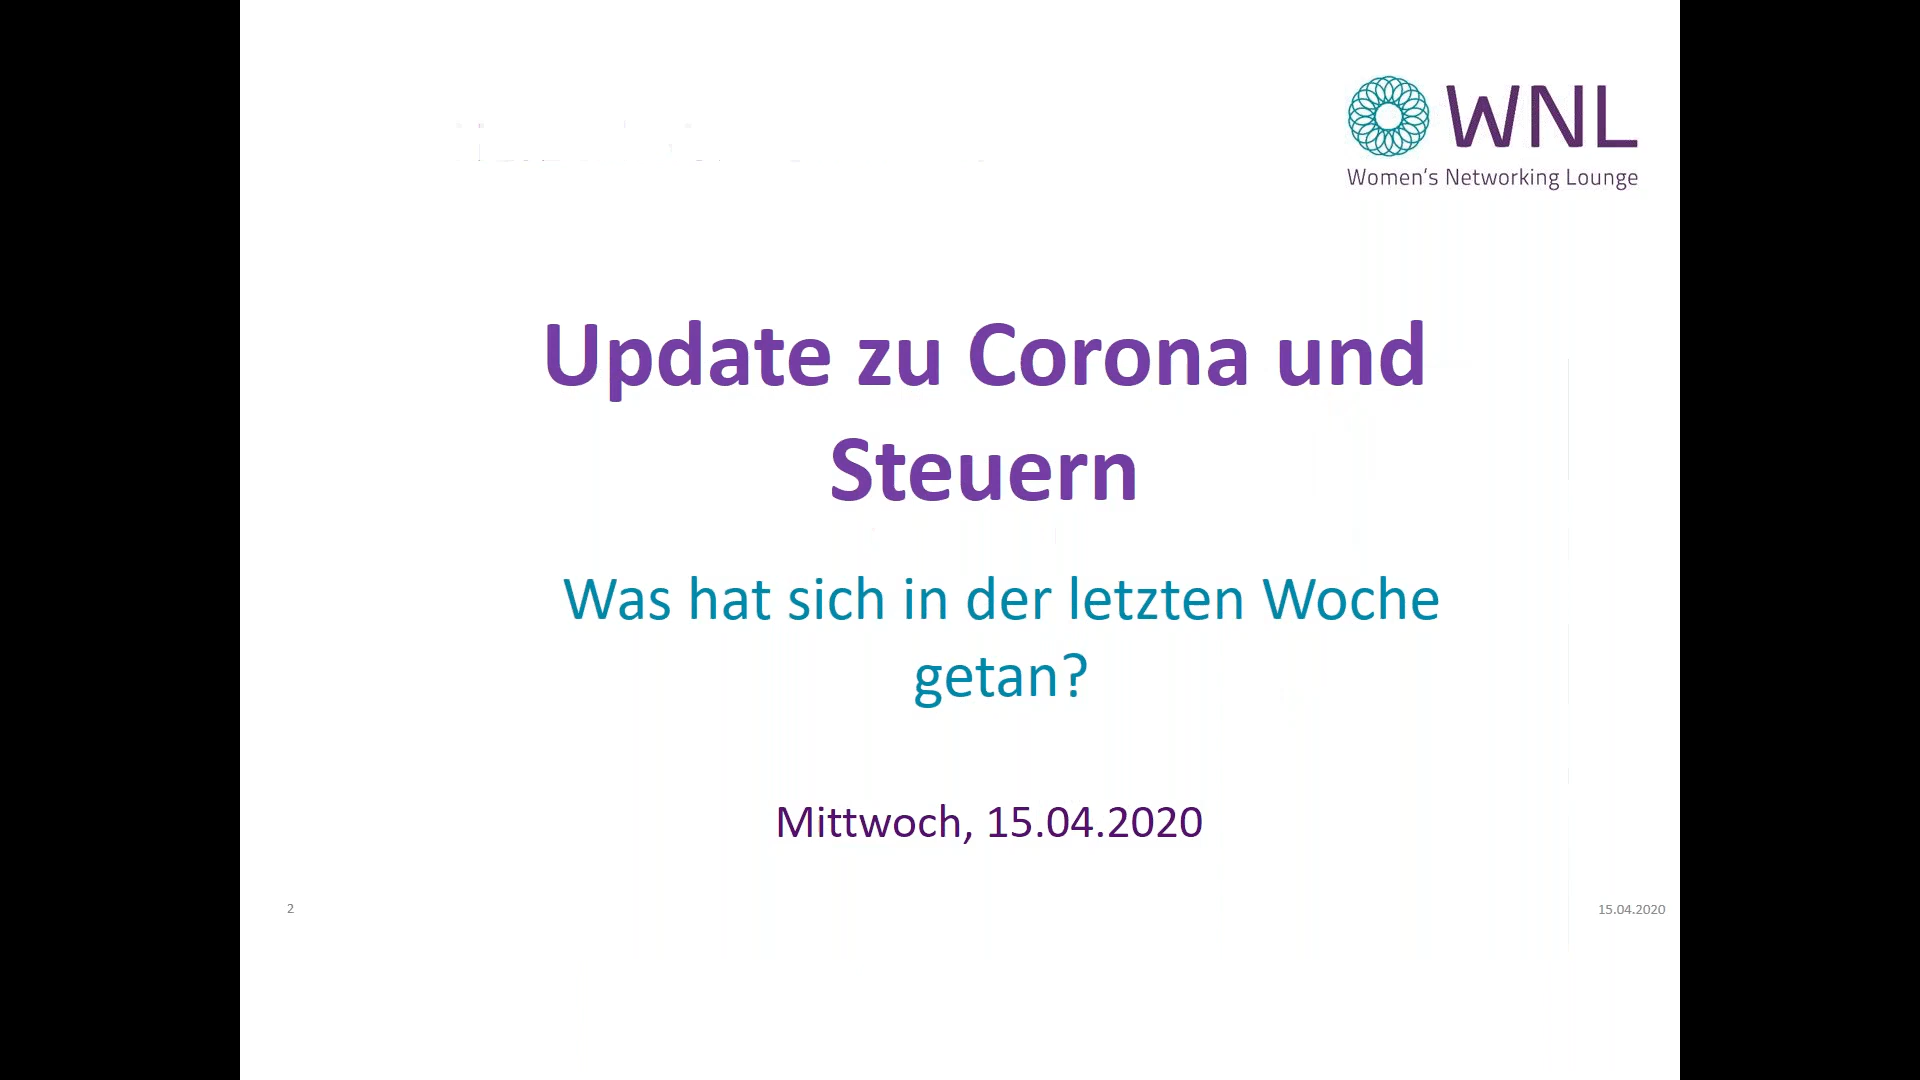 WNL
Women's Networking Lounge
Update zu Corona und
Steuern
Was hat sich in der letzten Woche
getan?
Mittwoch, 15.04.2020
2
15.04.2020